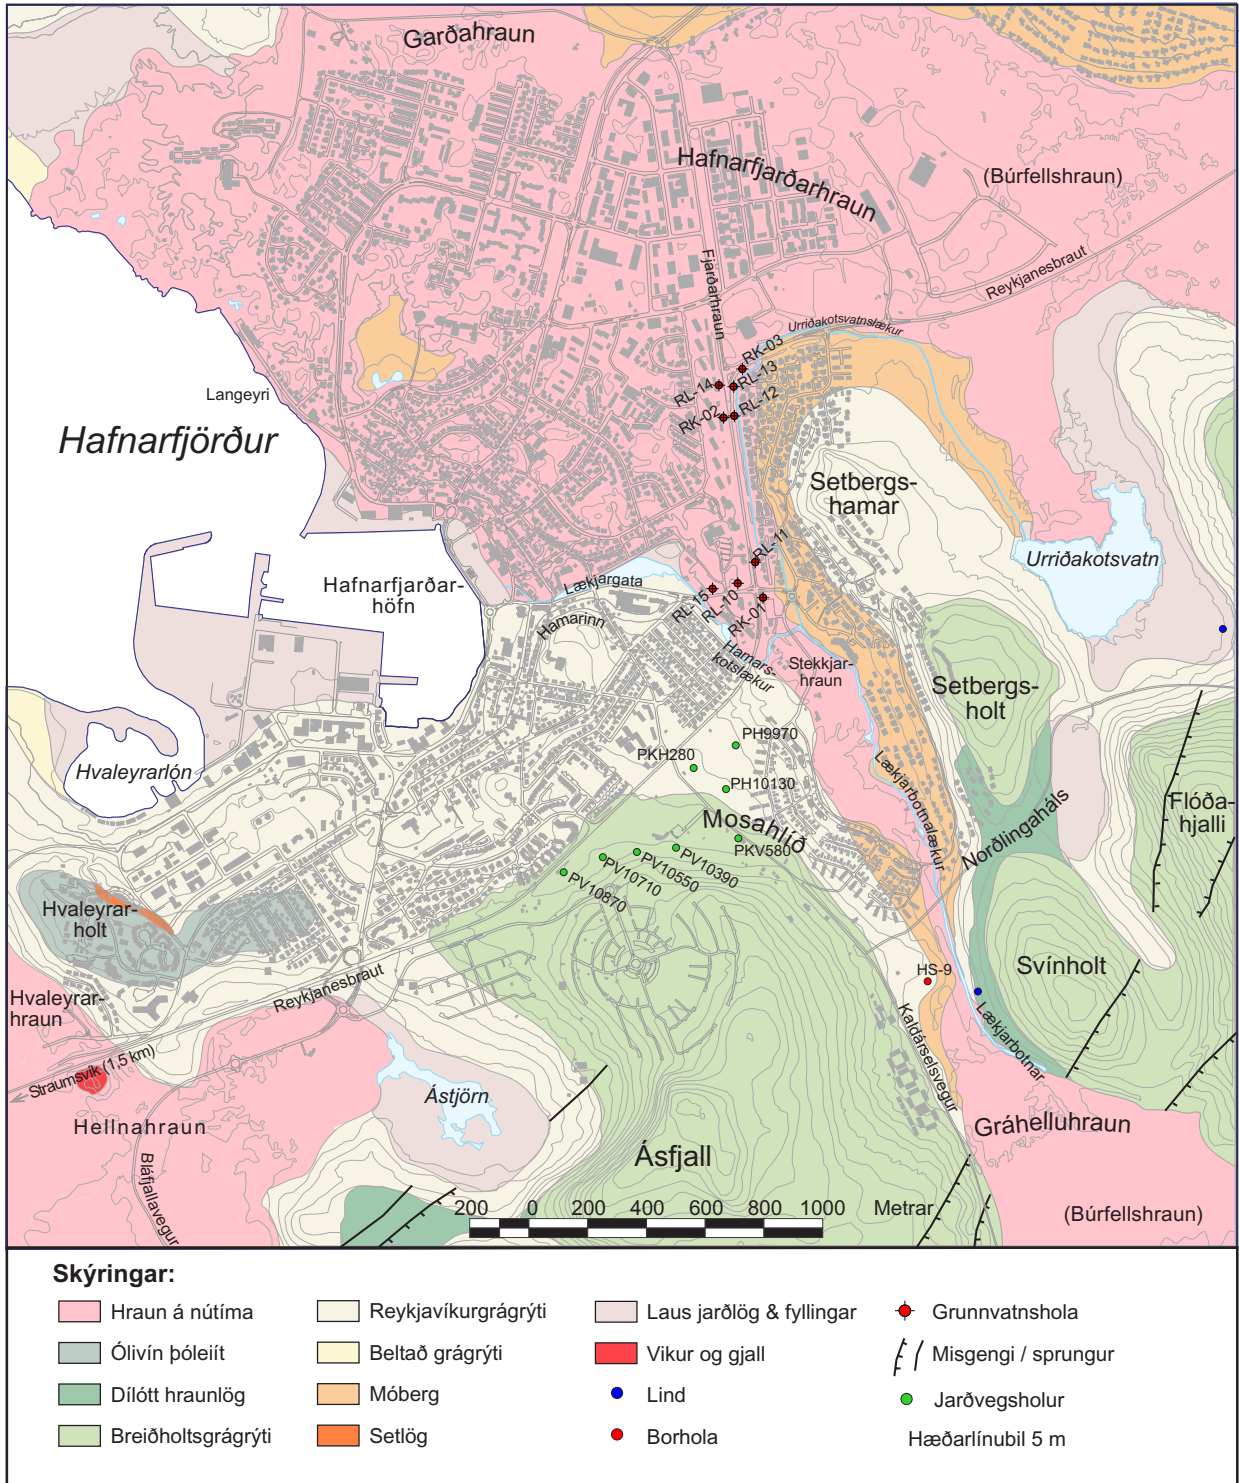 Garðahraun
Hafnarfjarðarhraun
(Búrfellshraun)
Fjarðarhraun
Reykjanesbraut
Urriðakotsvatnslækur
RK-03
RL-13
RL-14
RL-12
RK-02
Langeyri
Hafnarfjörður
Setbergs-
hamar
Urriðakotsvatn
RL-11
Hafnarfjarðar-
höfn
Lækjargata
RL-15
RL-10
RK-01
Hamarinn
Hamars-
kotslækur
Stekkjar-
hraun
Setbergs-
holt
PH9970
PKH280
PH10130
Hvaleyrarlón
Lækjarbotnalækur
Mosahlíð
Norðlingaháls
Flóða-
hjalli
PKV580
PV10390
PV10550
PV10710
PV10870
Hvaleyrar-
holt
Svínholt
HS-9
Reykjanesbraut
Hvaleyrar-
hraun
Lækjarbotnar
Kaldárselsvegur
Straumsvík (1,5 km)
Ástjörn
Hellnahraun
Gráhelluhraun
Ásfjall
Bláfjallavegur
200 0 200 400 600 800 1000 Metrar
(Búrfellshraun)
Skýringar:
Hraun á nútíma
Ólivín þóleiít
Dílótt hraunlög
Breiðholtsgrágrýti
Reykjavíkurgrágrýti
Beltað grágrýti
Móberg
Setlög
Laus jarðlög & fyllingar
Vikur og gjall
Lind
Borhola
Grunnvatnshola
Misgengi / sprungur
Jarðvegsholur
Hæðarlínubil 5 m